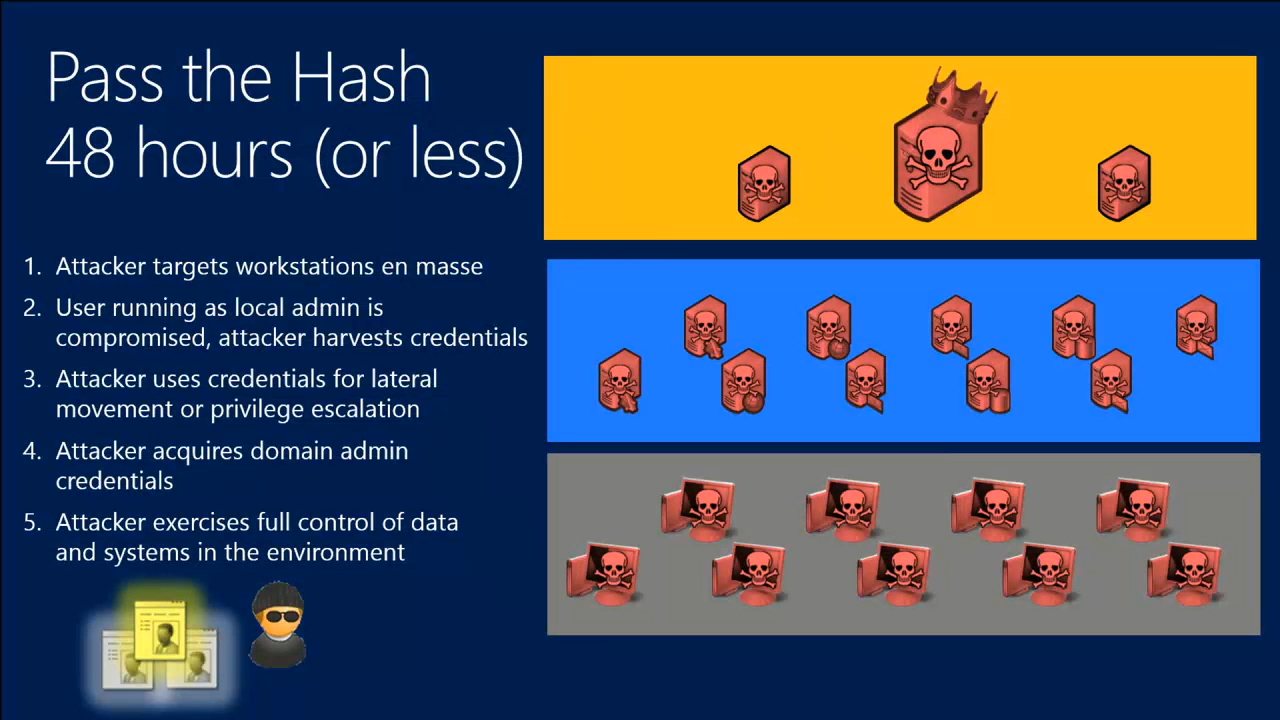 Pass the Hash
48 hours (or less)
1. Attacker targets workstations en masse
2. User running as local admin is
compromised, attacker harvests credentials
3. Attacker uses credentials for lateral
movement or privilege escalation
4. Attacker acquires domain admin
credentials
5. Attacker exercises full control of data
and systems in the environment